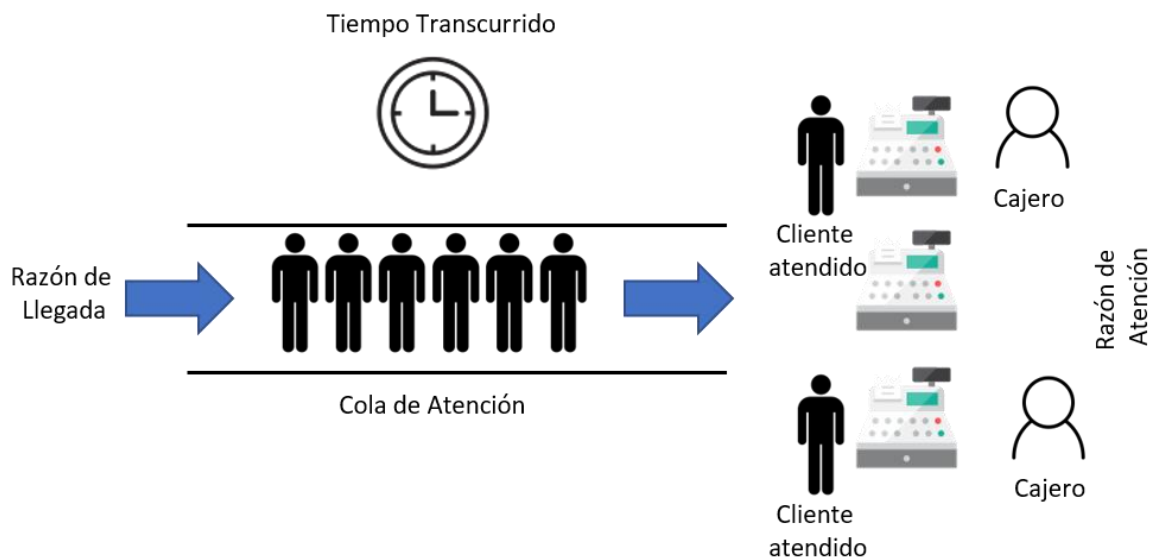 Tiempo Transcurrido
Razón de
Llegada
Cola de Atención
Cliente
atendido
Cajero
Razón de
Atención
Cliente
atendido
Cajero